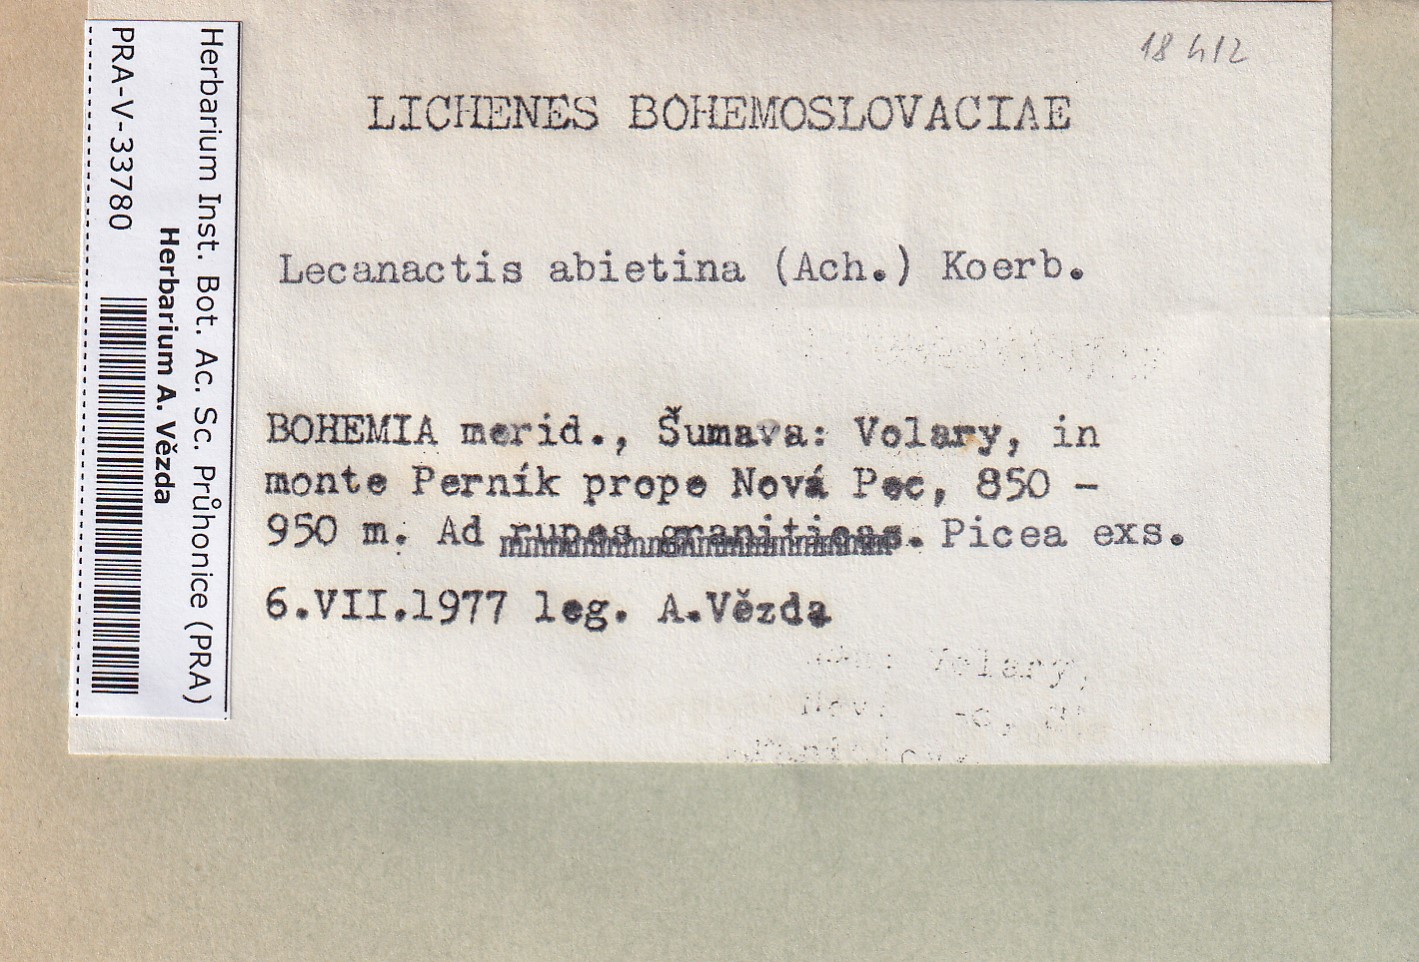 18412
LICHENES BOHEMOSLOVACIAE
Lecanactis abietina (Ach.) Koerb.
BOHEMIA merid., Šumava: Volary, in
monte Perník prope Nová Pec, 850 -
950 m. Ad rupes graniticas. Picea exs.
6.VII.1977 leg. A.Vězda
Volary,
Herbarium Inst. Bot. Ac. Sc. Průhonice (PRA)
Herbarium A. Vězda
PRA-V-33780